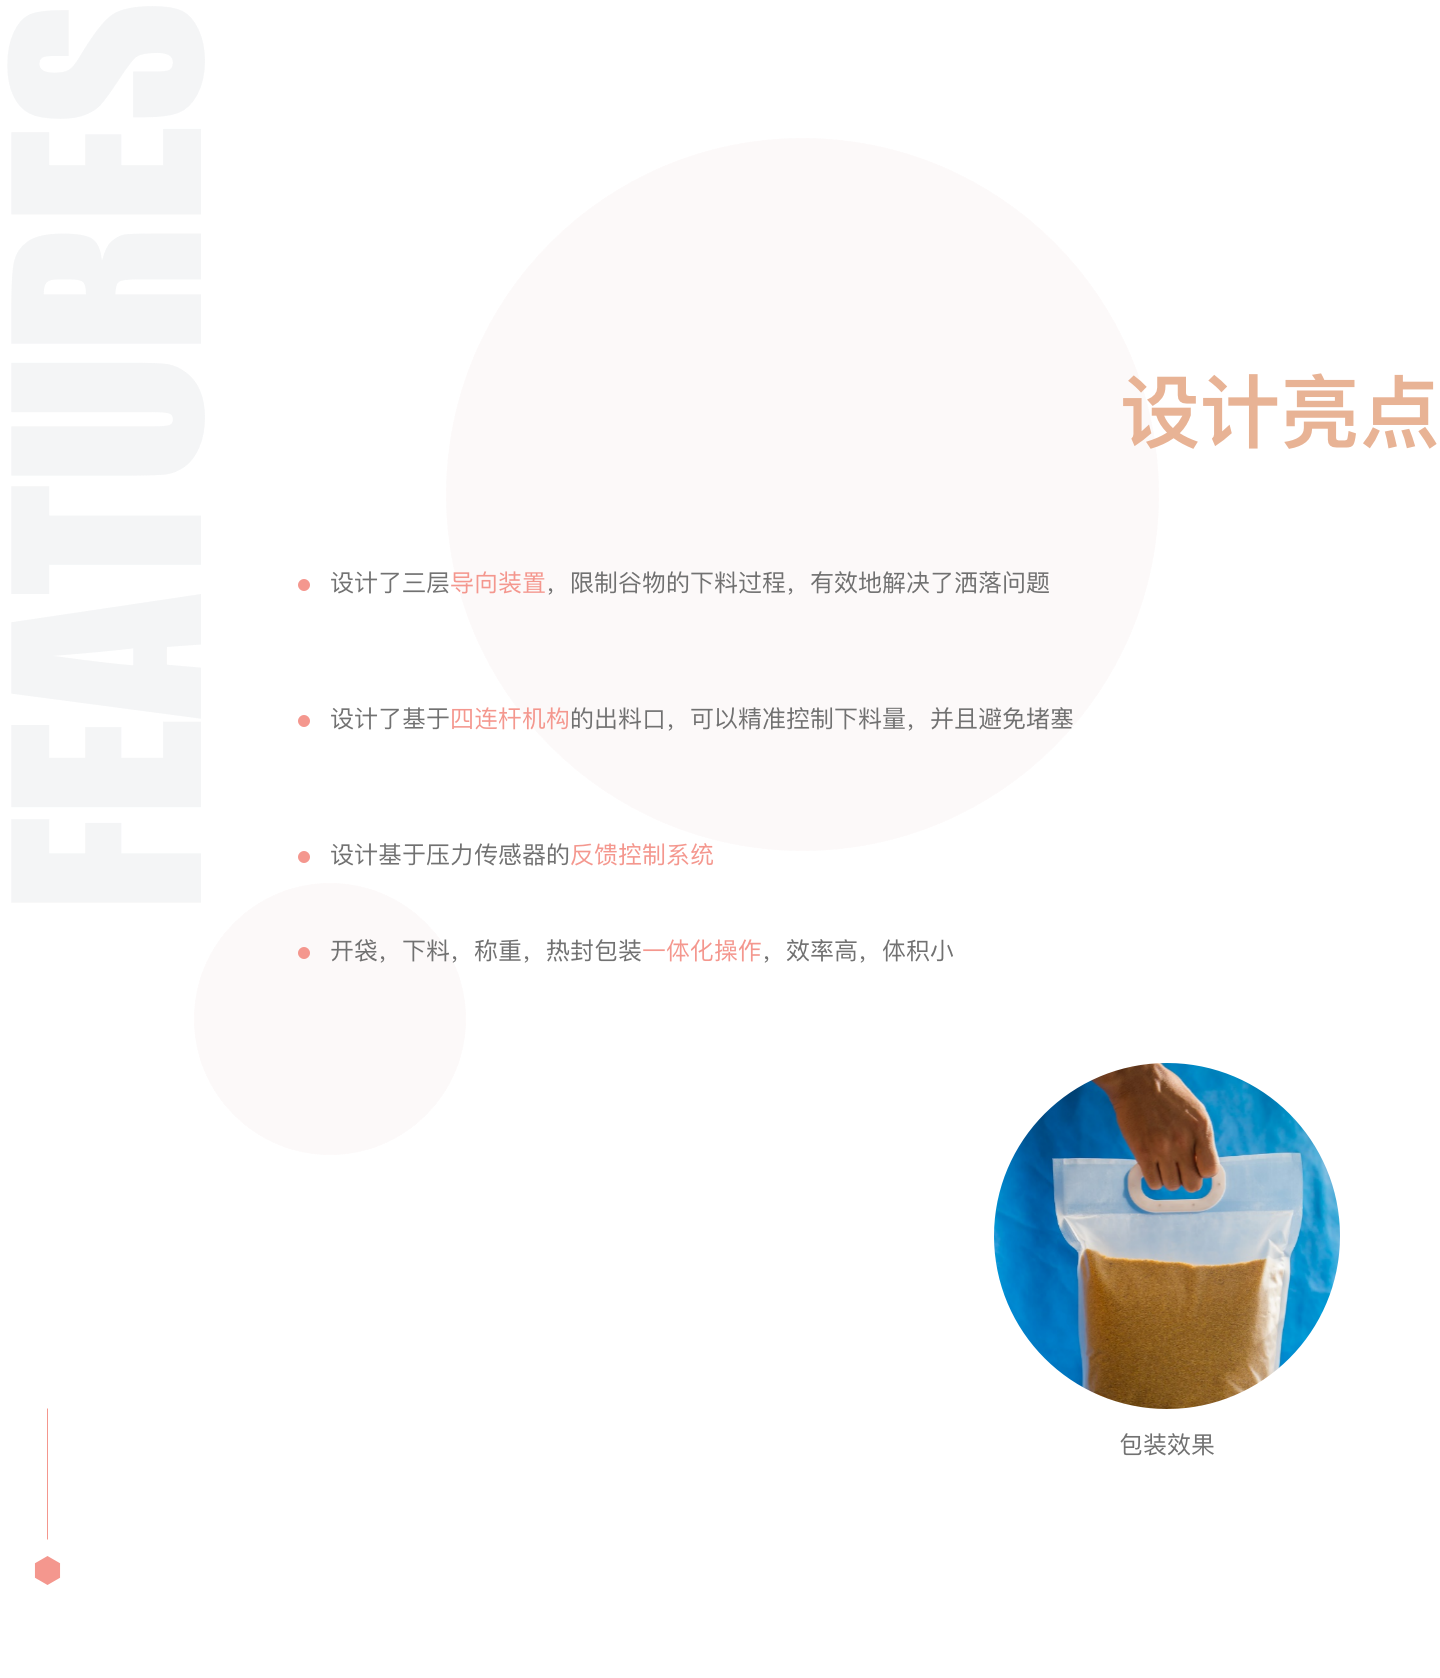 FEATURES
设计亮点
设计了三层导向装置，限制谷物的下料过程，有效地解决了洒落问题
设计了基于四连杆机构的出料口，可以精准控制下料量，并且避免堵塞
设计基于压力传感器的反馈控制系统
开袋，下料，称重，热封包装一体化操作，效率高，体积小
包装效果